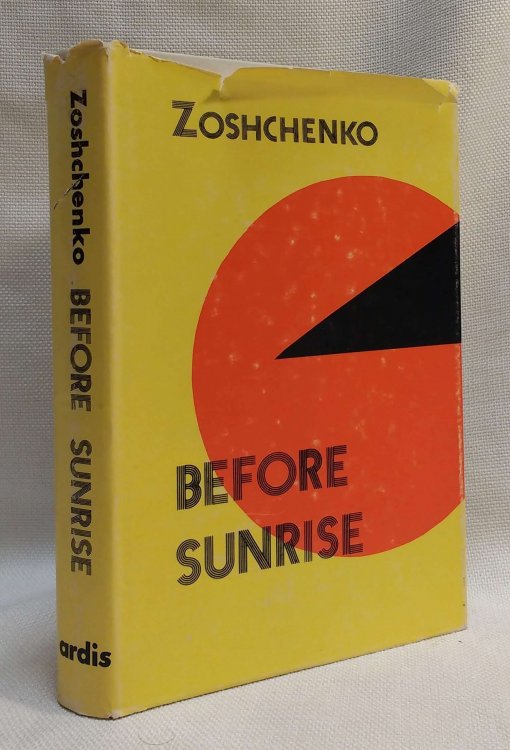 Zoshchenko BEFORE SUNRISE
ardis
ZOSHCHENKO
BEFORE
SUNRISE